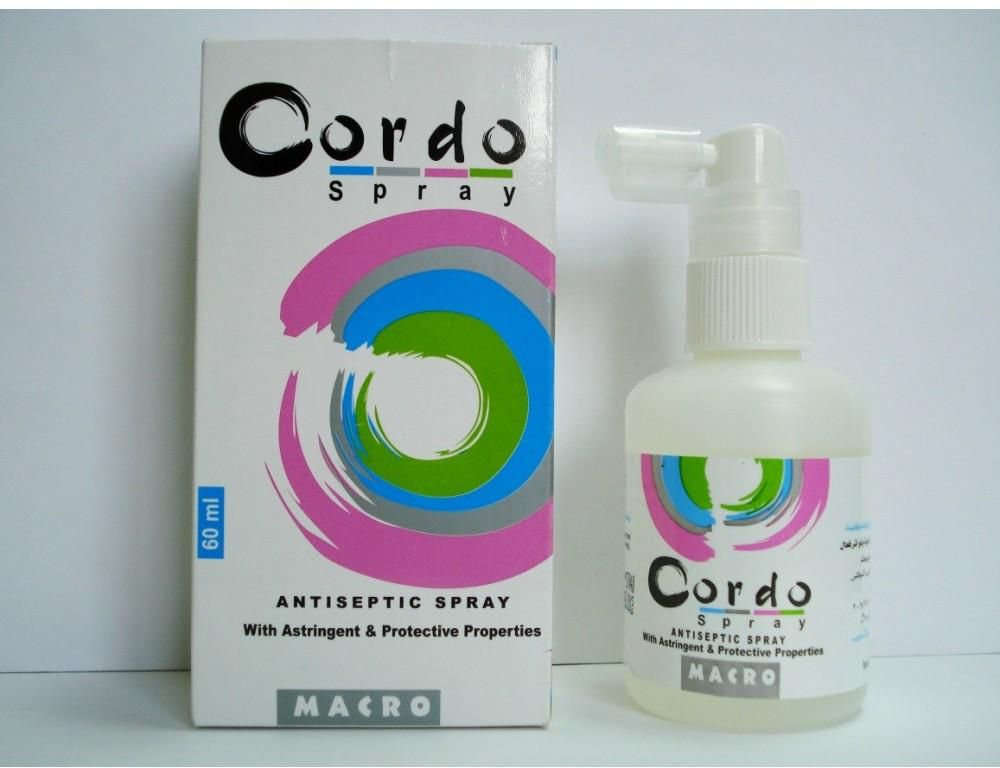 Cordo
Spray
60 ml
ANTISEPTIC SPRAY
With Astringent & Protective Properties
MACRO
Cordo
Spray
ANTISEPTIC SPRAY
With Astringent & Protective Properties
MACRO